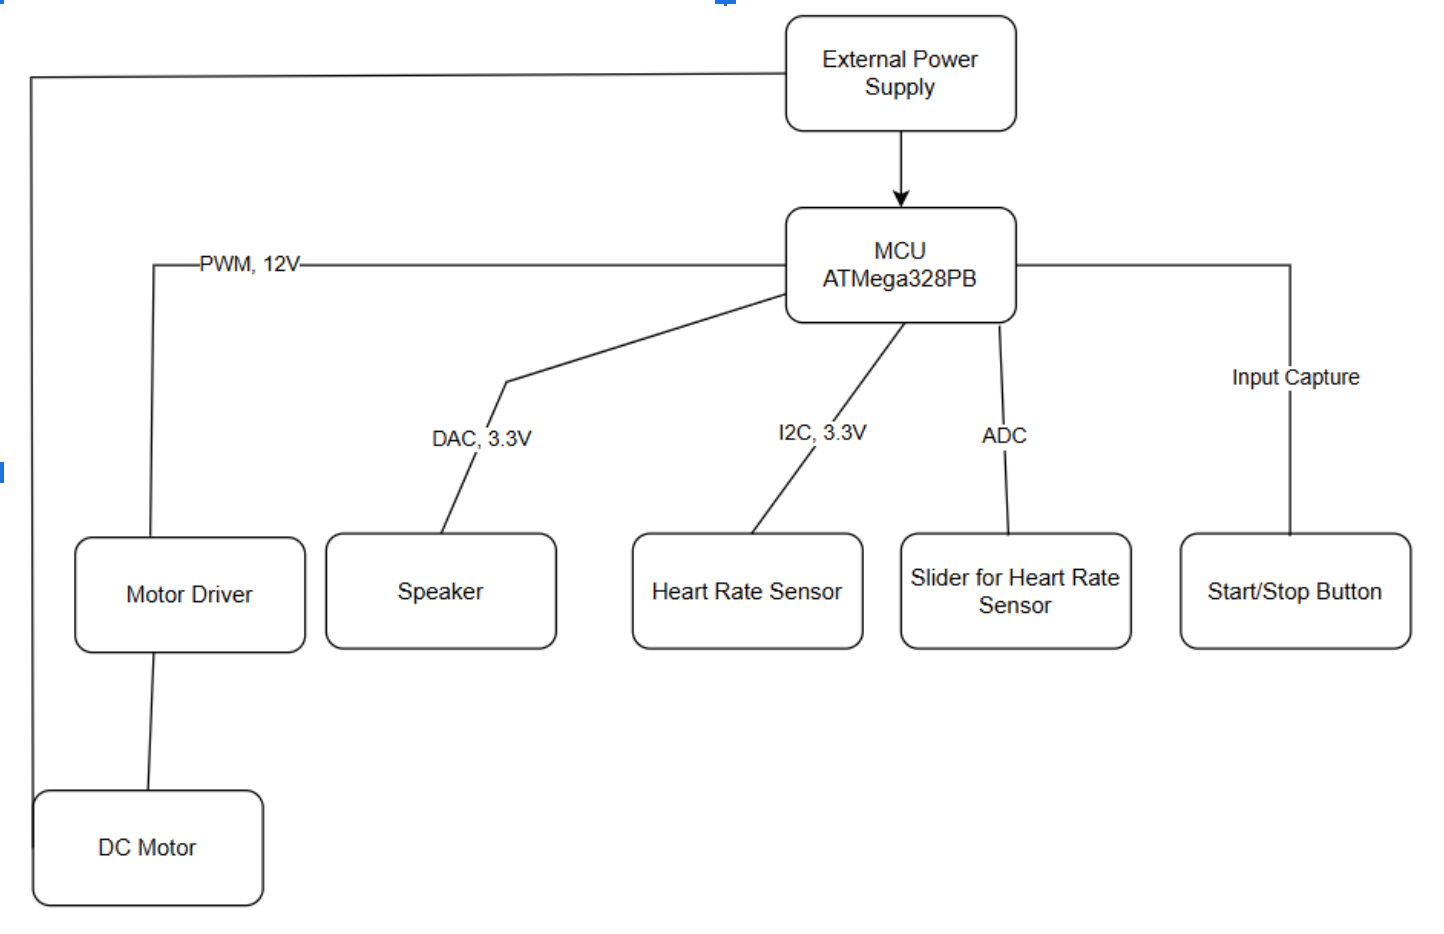 External Power
Supply
MCU
ATMega328PB
PWM, 12V
Input Capture
DAC, 3.3V
I2C, 3.3V
ADC
Motor Driver
Speaker
Heart Rate Sensor
Slider for Heart Rate
Sensor
Start/Stop Button
DC Motor